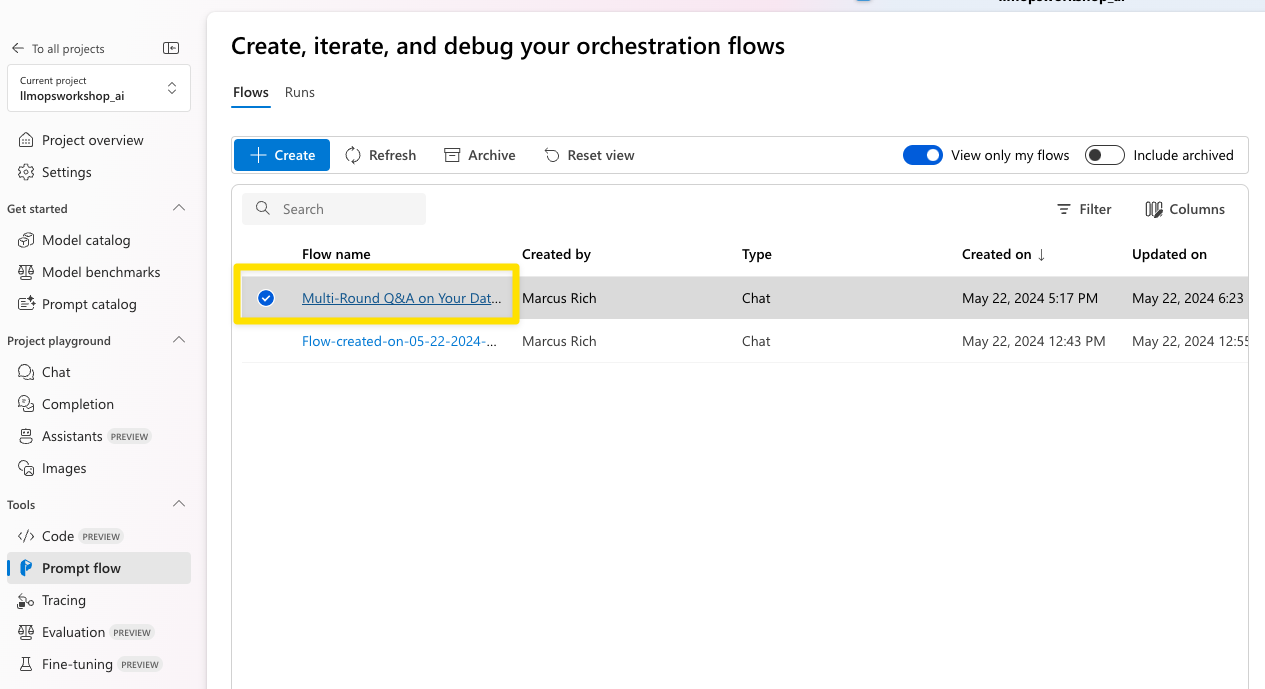 llmopsworkshop_ai
To all projects
Current project
llmopsworkshop_ai
Project overview
Settings
Get started
Model catalog
Model benchmarks
Prompt catalog
Project playground
Chat
Completion
Assistants PREVIEW
Images
Tools
Code PREVIEW
Prompt flow
Tracing
Evaluation PREVIEW
Fine-tuning PREVIEW
Create, iterate, and debug your orchestration flows
Flows Runs
Create Refresh Archive Reset view View only my flows Include archived
Search Filter Columns
Flow name Created by Type Created on ↓ Updated on
Multi-Round Q&A on Your Dat... Marcus Rich Chat May 22, 2024 5:17 PM May 22, 2024 6:23
Flow-created-on-05-22-2024-... Marcus Rich Chat May 22, 2024 12:43 PM May 22, 2024 12:55